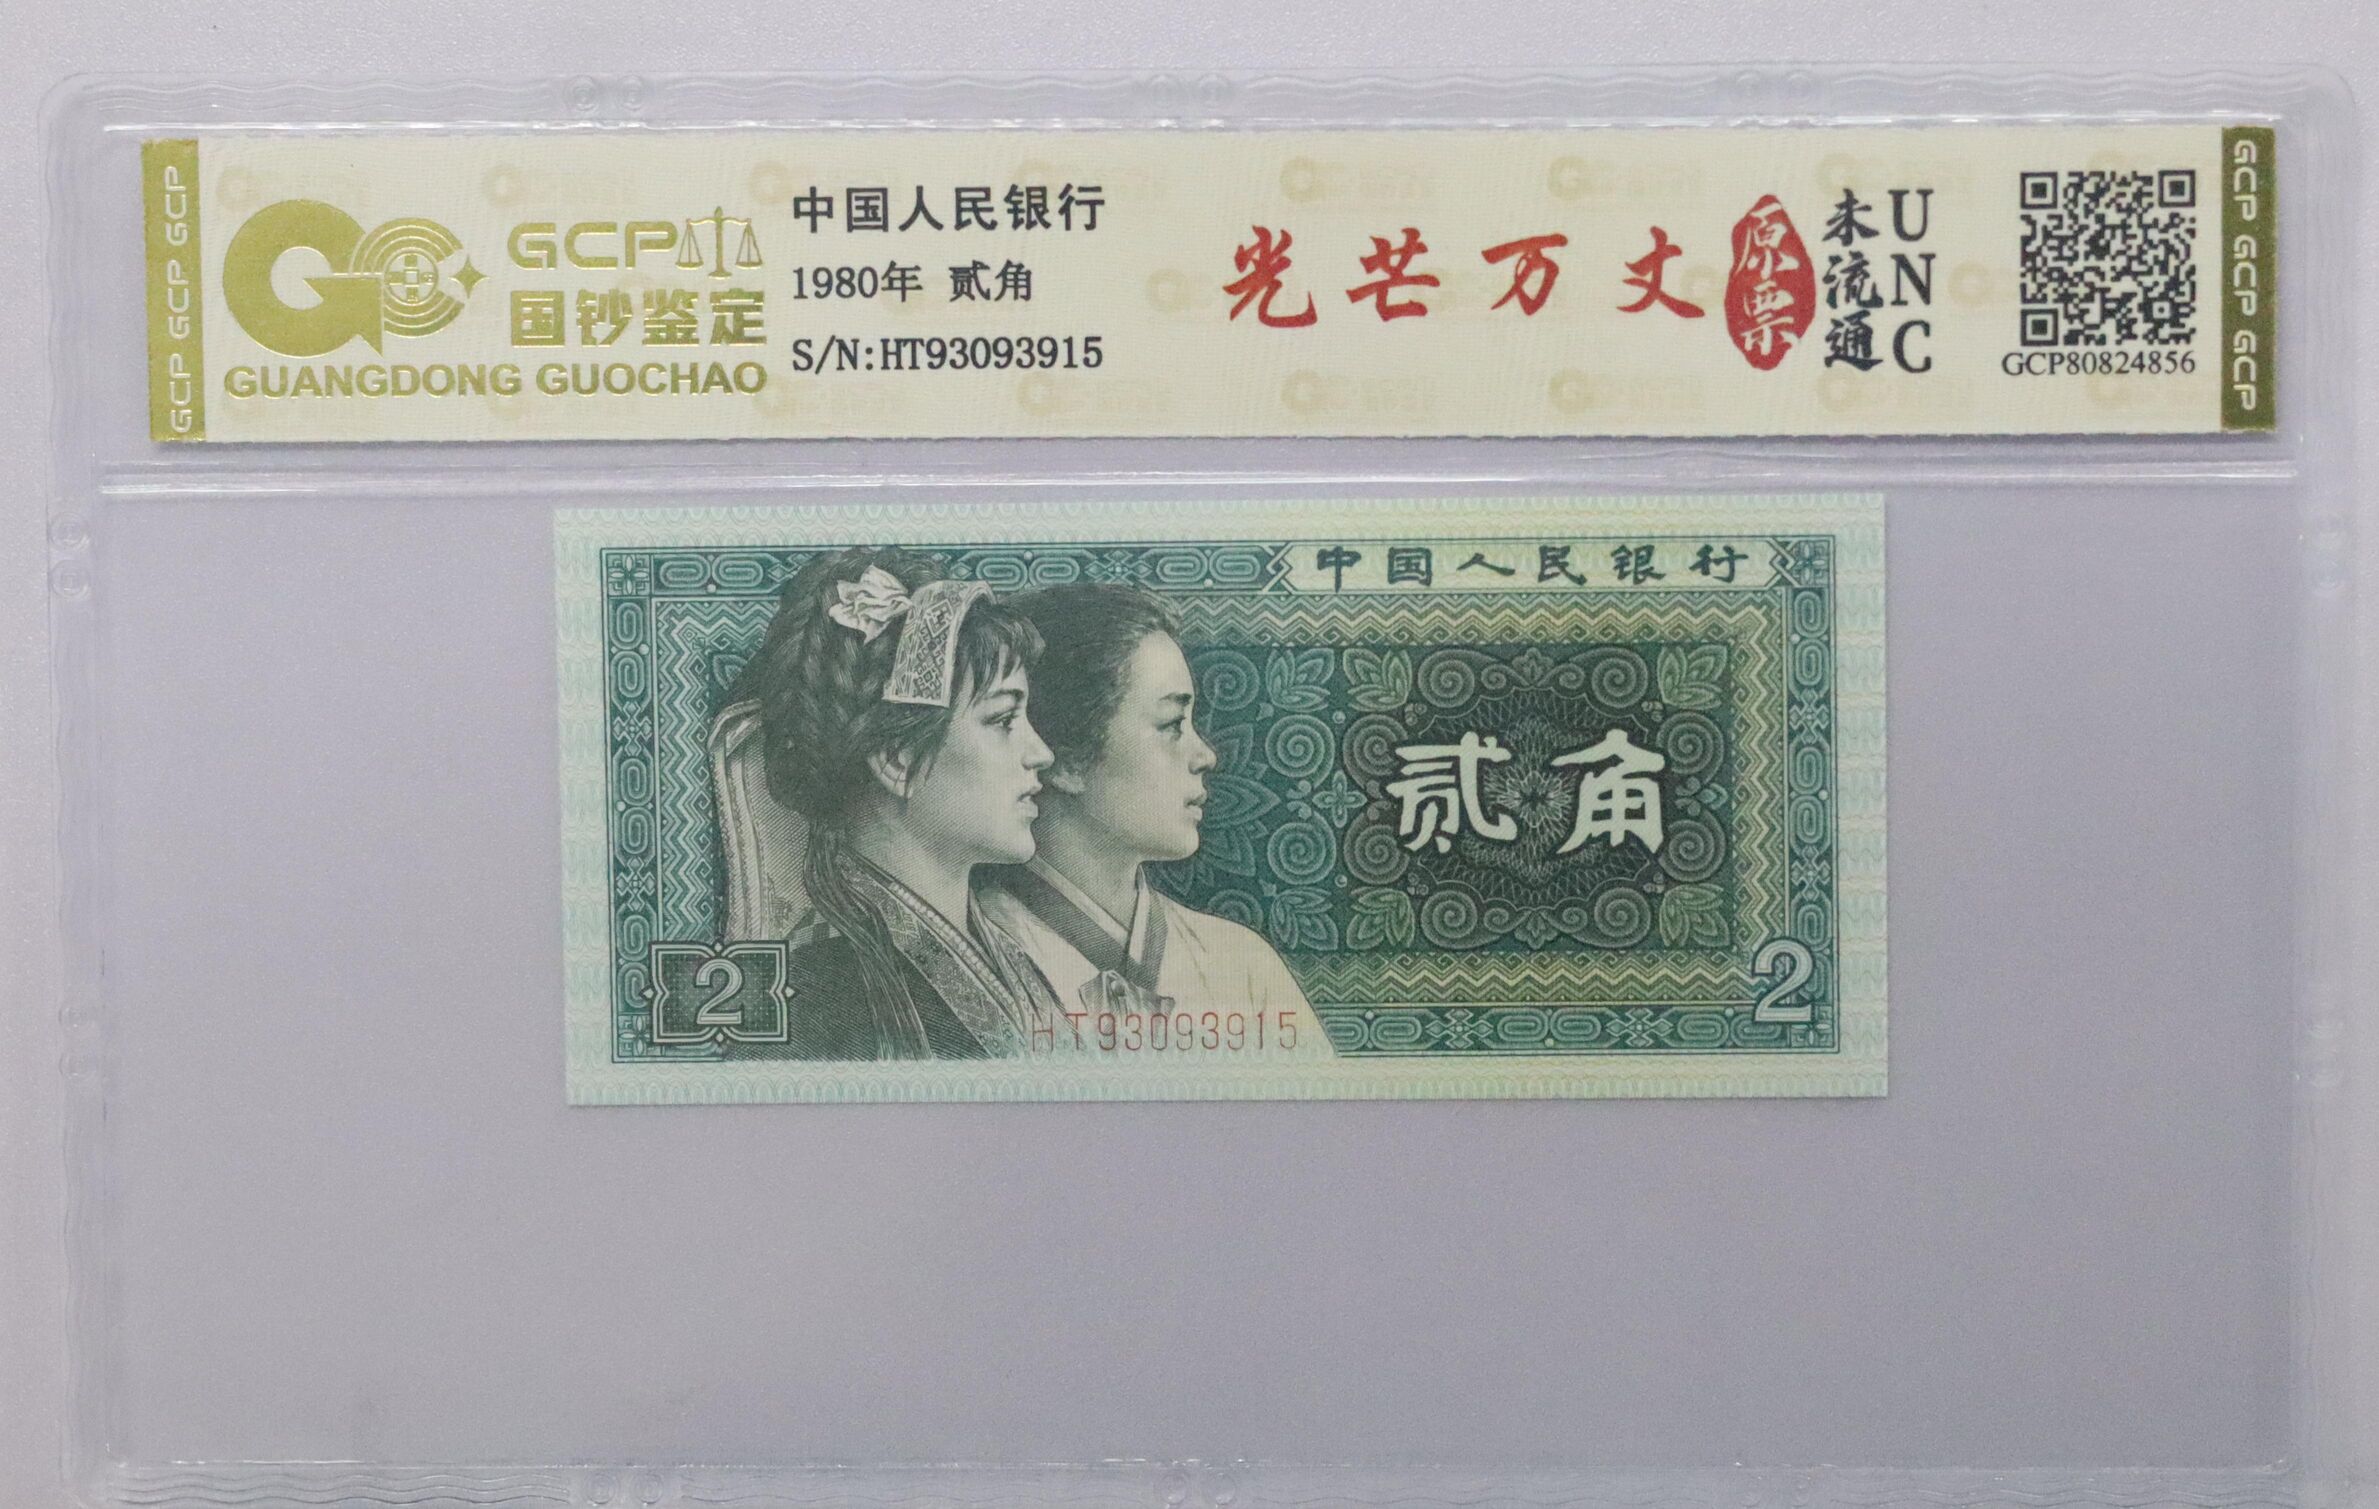 GCP GCP GCP
GCP
国钞鉴定
GUANGDONG GUOCHAO
中国人民银行
1980年 贰角
S/N:HT93093915
光芒万丈
原票
未流通
UNC
GCP80824856
GCP GCP GCP
中国人民银行
贰角
2
2
HT93093915